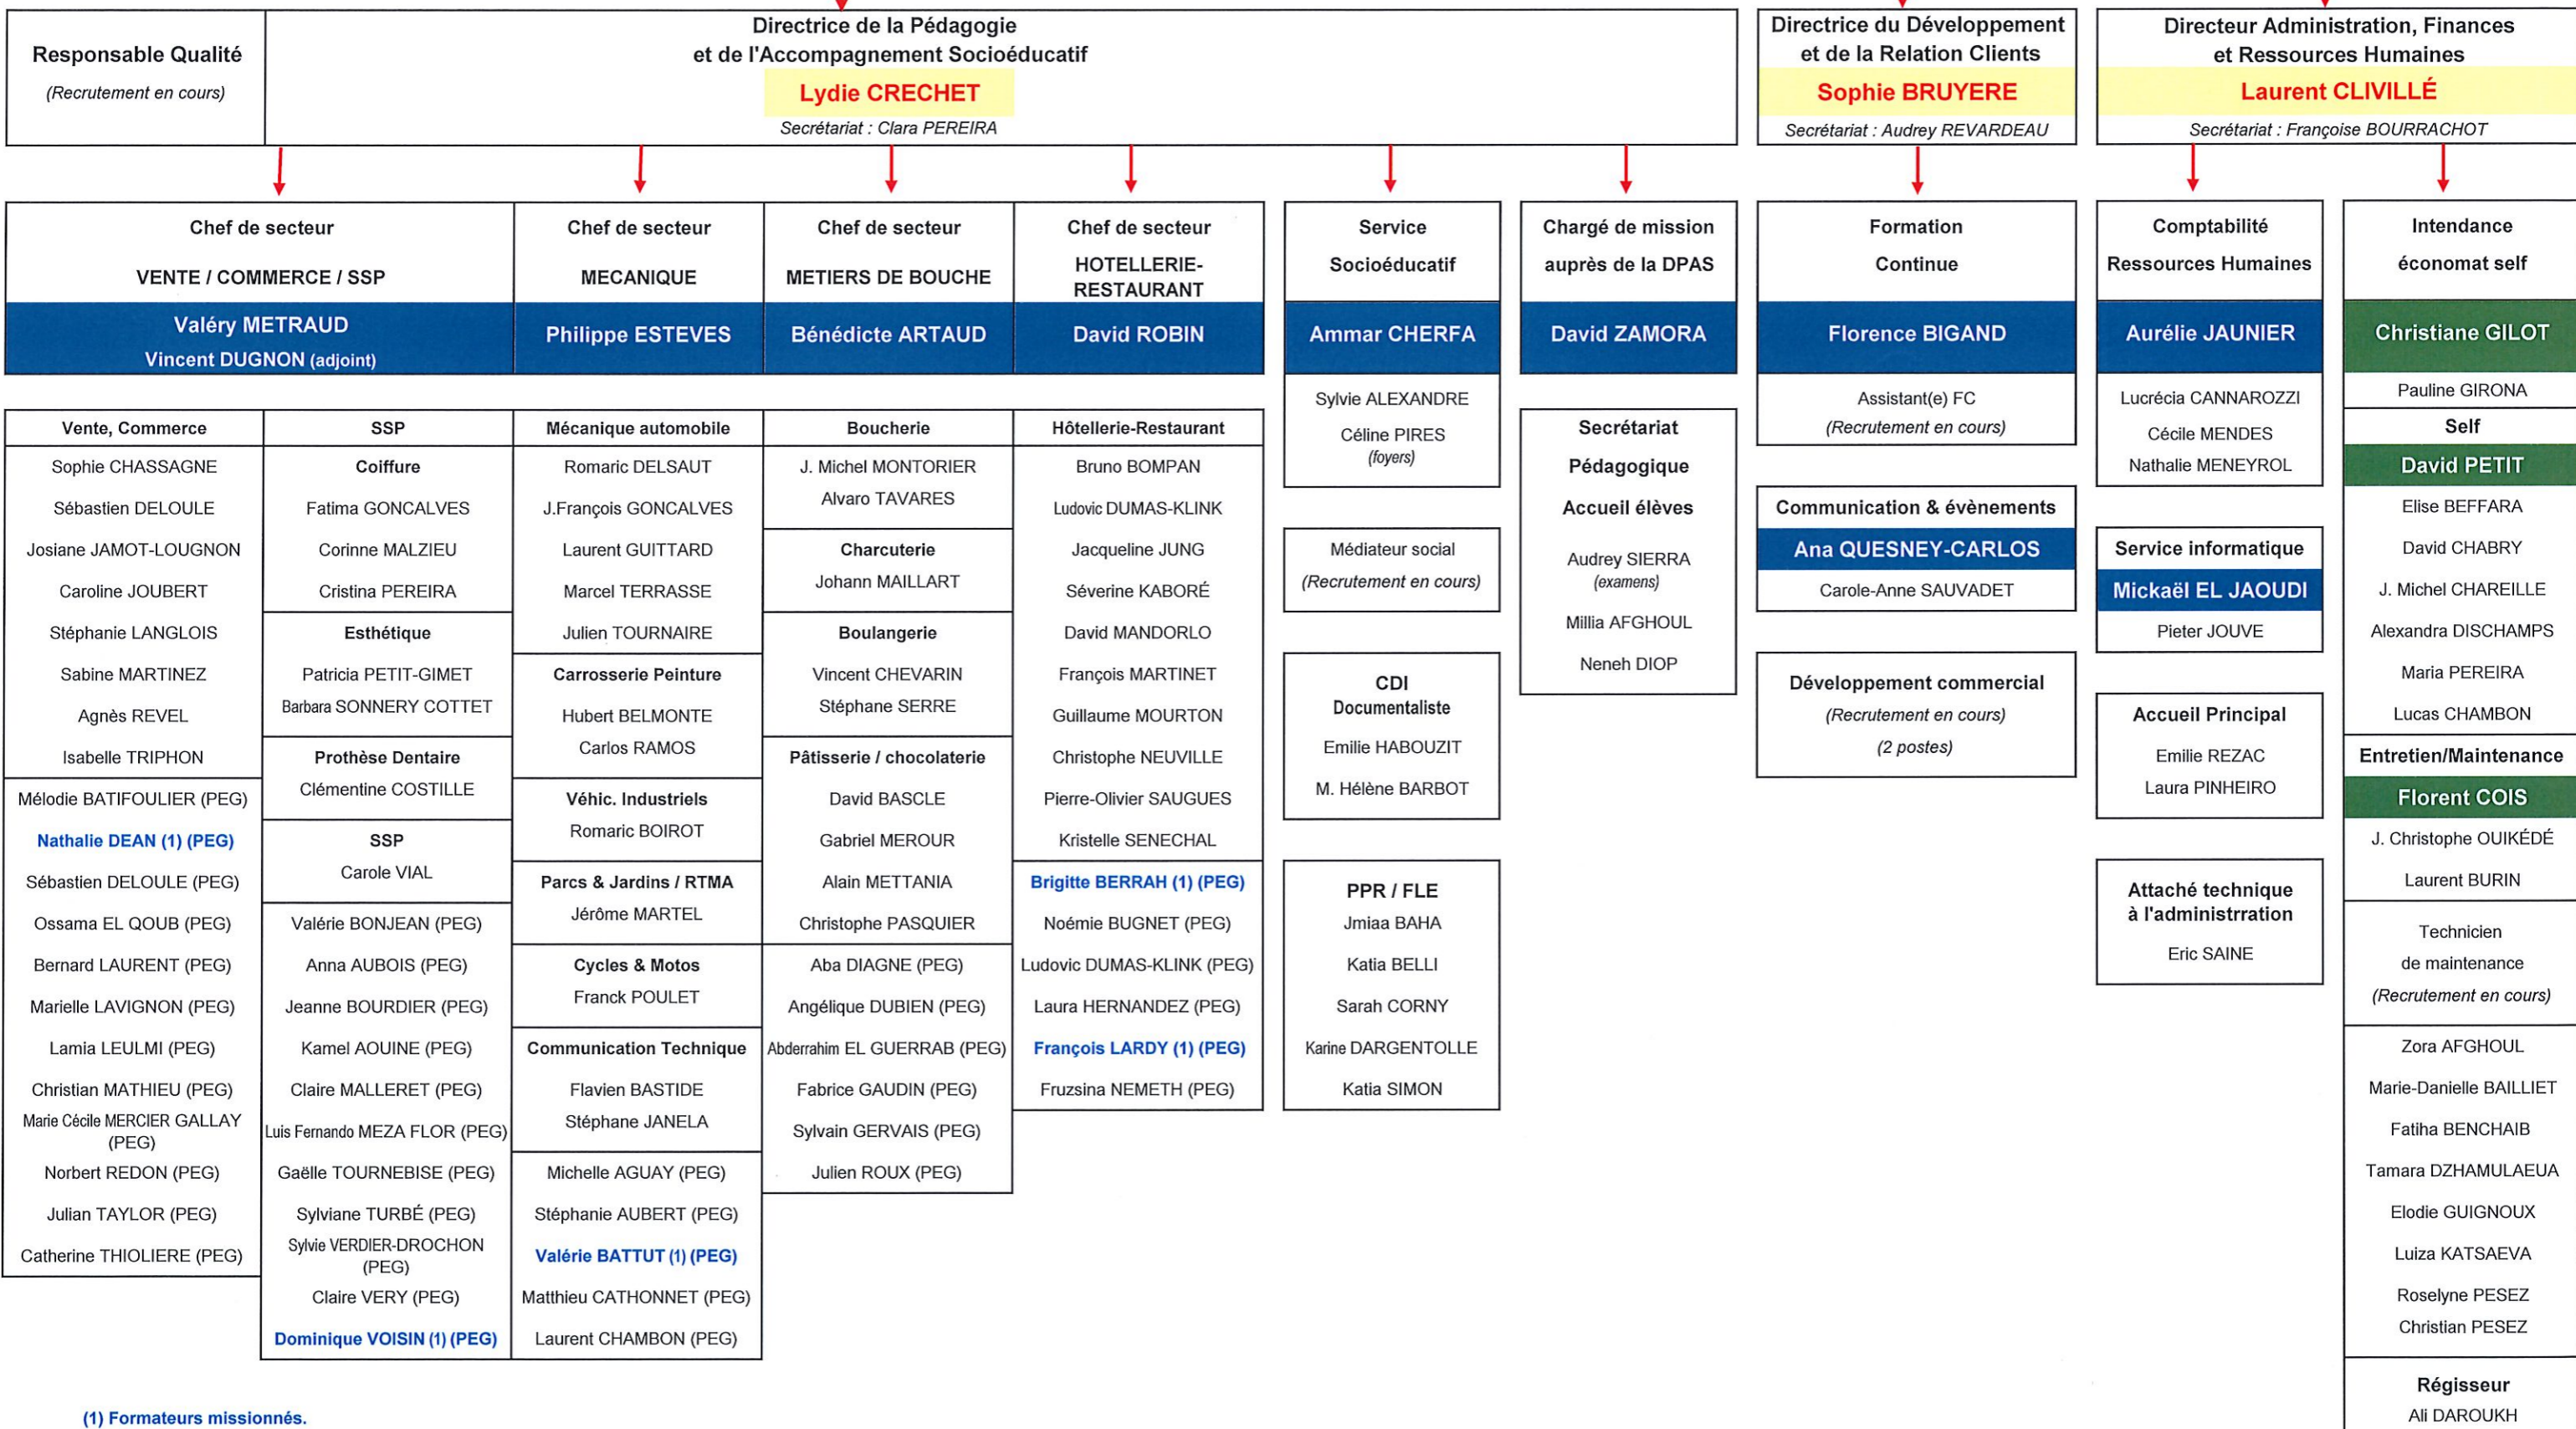 Responsable Qualité
(Recrutement en cours)
Directrice de la Pédagogie
et de l'Accompagnement Socioéducatif
Lydie CRECHET
Secrétariat : Clara PEREIRA
Directrice du Développement
et de la Relation Clients
Sophie BRUYERE
Secrétariat : Audrey REVARDEAU
Directeur Administration, Finances
et Ressources Humaines
Laurent CLIVILLÉ
Secrétariat : Françoise BOURRACHOT
Chef de secteur
VENTE / COMMERCE / SSP
Valéry METRAUD
Vincent DUGNON (adjoint)
Chef de secteur
MECANIQUE
Philippe ESTEVES
Chef de secteur
METIERS DE BOUCHE
Bénédicte ARTAUD
Chef de secteur
HOTELLERIE-
RESTAURANT
David ROBIN
Service
Socioéducatif
Ammar CHERFA
Sylvie ALEXANDRE
Céline PIRES
(foyers)
Chargé de mission
auprès de la DPAS
David ZAMORA
Formation
Continue
Florence BIGAND
Assistant(e) FC
(Recrutement en cours)
Comptabilité
Ressources Humaines
Aurélie JAUNIER
Lucrécia CANNAROZZI
Cécile MENDES
Nathalie MENEYROL
Intendance
économat self
Christiane GILOT
Pauline GIRONA
Vente, Commerce
Sophie CHASSAGNE
Sébastien DELOULE
Josiane JAMOT-LOUGNON
Caroline JOUBERT
Stéphanie LANGLOIS
Sabine MARTINEZ
Agnès REVEL
Isabelle TRIPHON
Mélodie BATIFOULIER (PEG)
Nathalie DEAN (1) (PEG)
Sébastien DELOULE (PEG)
Ossama EL QOUB (PEG)
Bernard LAURENT (PEG)
Marielle LAVIGNON (PEG)
Lamia LEULMI (PEG)
Christian MATHIEU (PEG)
Marie Cécile MERCIER GALLAY
(PEG)
Norbert REDON (PEG)
Julian TAYLOR (PEG)
Catherine THIOLIERE (PEG)
SSP
Coiffure
Fatima GONCALVES
Corinne MALZIEU
Cristina PEREIRA
Esthétique
Patricia PETIT-GIMET
Barbara SONNERY COTTET
Prothèse Dentaire
Clémentine COSTILLE
SSP
Carole VIAL
Valérie BONJEAN (PEG)
Anna AUBOIS (PEG)
Jeanne BOURDIER (PEG)
Kamel AOUINE (PEG)
Claire MALLERET (PEG)
Luis Fernando MEZA FLOR (PEG)
Gaëlle TOURNEBISE (PEG)
Sylviane TURBÉ (PEG)
Sylvie VERDIER-DROCHON
(PEG)
Claire VERY (PEG)
Dominique VOISIN (1) (PEG)
Mécanique automobile
Romaric DELSAUT
J.François GONCALVES
Laurent GUITTARD
Marcel TERRASSE
Julien TOURNAIRE
Carrosserie Peinture
Hubert BELMONTE
Carlos RAMOS
Véhic. Industriels
Romaric BOIROT
Parcs & Jardins / RTMA
Jérôme MARTEL
Cycles & Motos
Franck POULET
Communication Technique
Flavien BASTIDE
Stéphane JANELA
Michelle AGUAY (PEG)
Stéphanie AUBERT (PEG)
Valérie BATTUT (1) (PEG)
Matthieu CATHONNET (PEG)
Laurent CHAMBON (PEG)
Boucherie
J. Michel MONTORIER
Alvaro TAVARES
Charcuterie
Johann MAILLART
Boulangerie
Vincent CHEVARIN
Stéphane SERRE
Pâtisserie / chocolaterie
David BASCLE
Gabriel MEROUR
Alain METTANIA
Christophe PASQUIER
Aba DIAGNE (PEG)
Angélique DUBIEN (PEG)
Abderrahim EL GUERRAB (PEG)
Fabrice GAUDIN (PEG)
Sylvain GERVAIS (PEG)
Julien ROUX (PEG)
Hôtellerie-Restaurant
Bruno BOMPAN
Ludovic DUMAS-KLINK
Jacqueline JUNG
Séverine KABORÉ
David MANDORLO
François MARTINET
Guillaume MOURTON
Christophe NEUVILLE
Pierre-Olivier SAUGUES
Kristelle SENECHAL
Brigitte BERRAH (1) (PEG)
Noémie BUGNET (PEG)
Ludovic DUMAS-KLINK (PEG)
Laura HERNANDEZ (PEG)
François LARDY (1) (PEG)
Fruzsina NEMETH (PEG)
Médiateur social
(Recrutement en cours)
CDI
Documentaliste
Emilie HABOUZIT
M. Hélène BARBOT
PPR / FLE
Jmiaa BAHA
Katia BELLI
Sarah CORNY
Karine DARGENTOLLE
Katia SIMON
Secrétariat
Pédagogique
Accueil élèves
Audrey SIERRA
(examens)
Millia AFGHOUL
Neneh DIOP
Communication & évènements
Ana QUESNEY-CARLOS
Carole-Anne SAUVADET
Développement commercial
(Recrutement en cours)
(2 postes)
Service informatique
Mickaël EL JAOUDI
Pieter JOUVE
Accueil Principal
Emilie REZAC
Laura PINHEIRO
Attaché technique
à l'administrration
Eric SAINE
Self
David PETIT
Elise BEFFARA
David CHABRY
J. Michel CHAREILLE
Alexandra DISCHAMPS
Maria PEREIRA
Lucas CHAMBON
Entretien/Maintenance
Florent COIS
J. Christophe OUIKÉDÉ
Laurent BURIN
Technicien
de maintenance
(Recrutement en cours)
Zora AFGHOUL
Marie-Danielle BAILLIET
Fatiha BENCHAIB
Tamara DZHAMULAEUA
Elodie GUIGNOUX
Luiza KATSAEVA
Roselyne PESEZ
Christian PESEZ
Régisseur
Ali DAROUKH
(1) Formateurs missionnés.